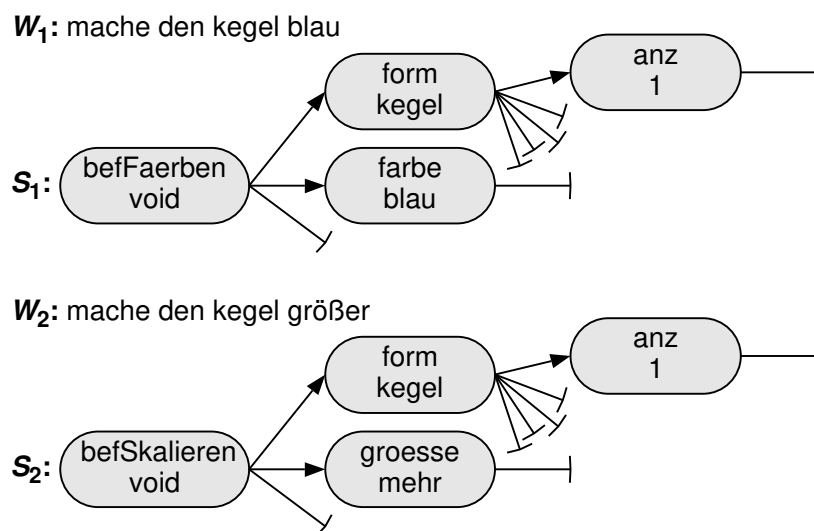 W1: mache den kegel blau
anz
1
form
kegel
S1:
befFaerben
void
farbe
blau
W2: mache den kegel größer
anz
1
form
kegel
S2:
befSkalieren
void
groesse
mehr